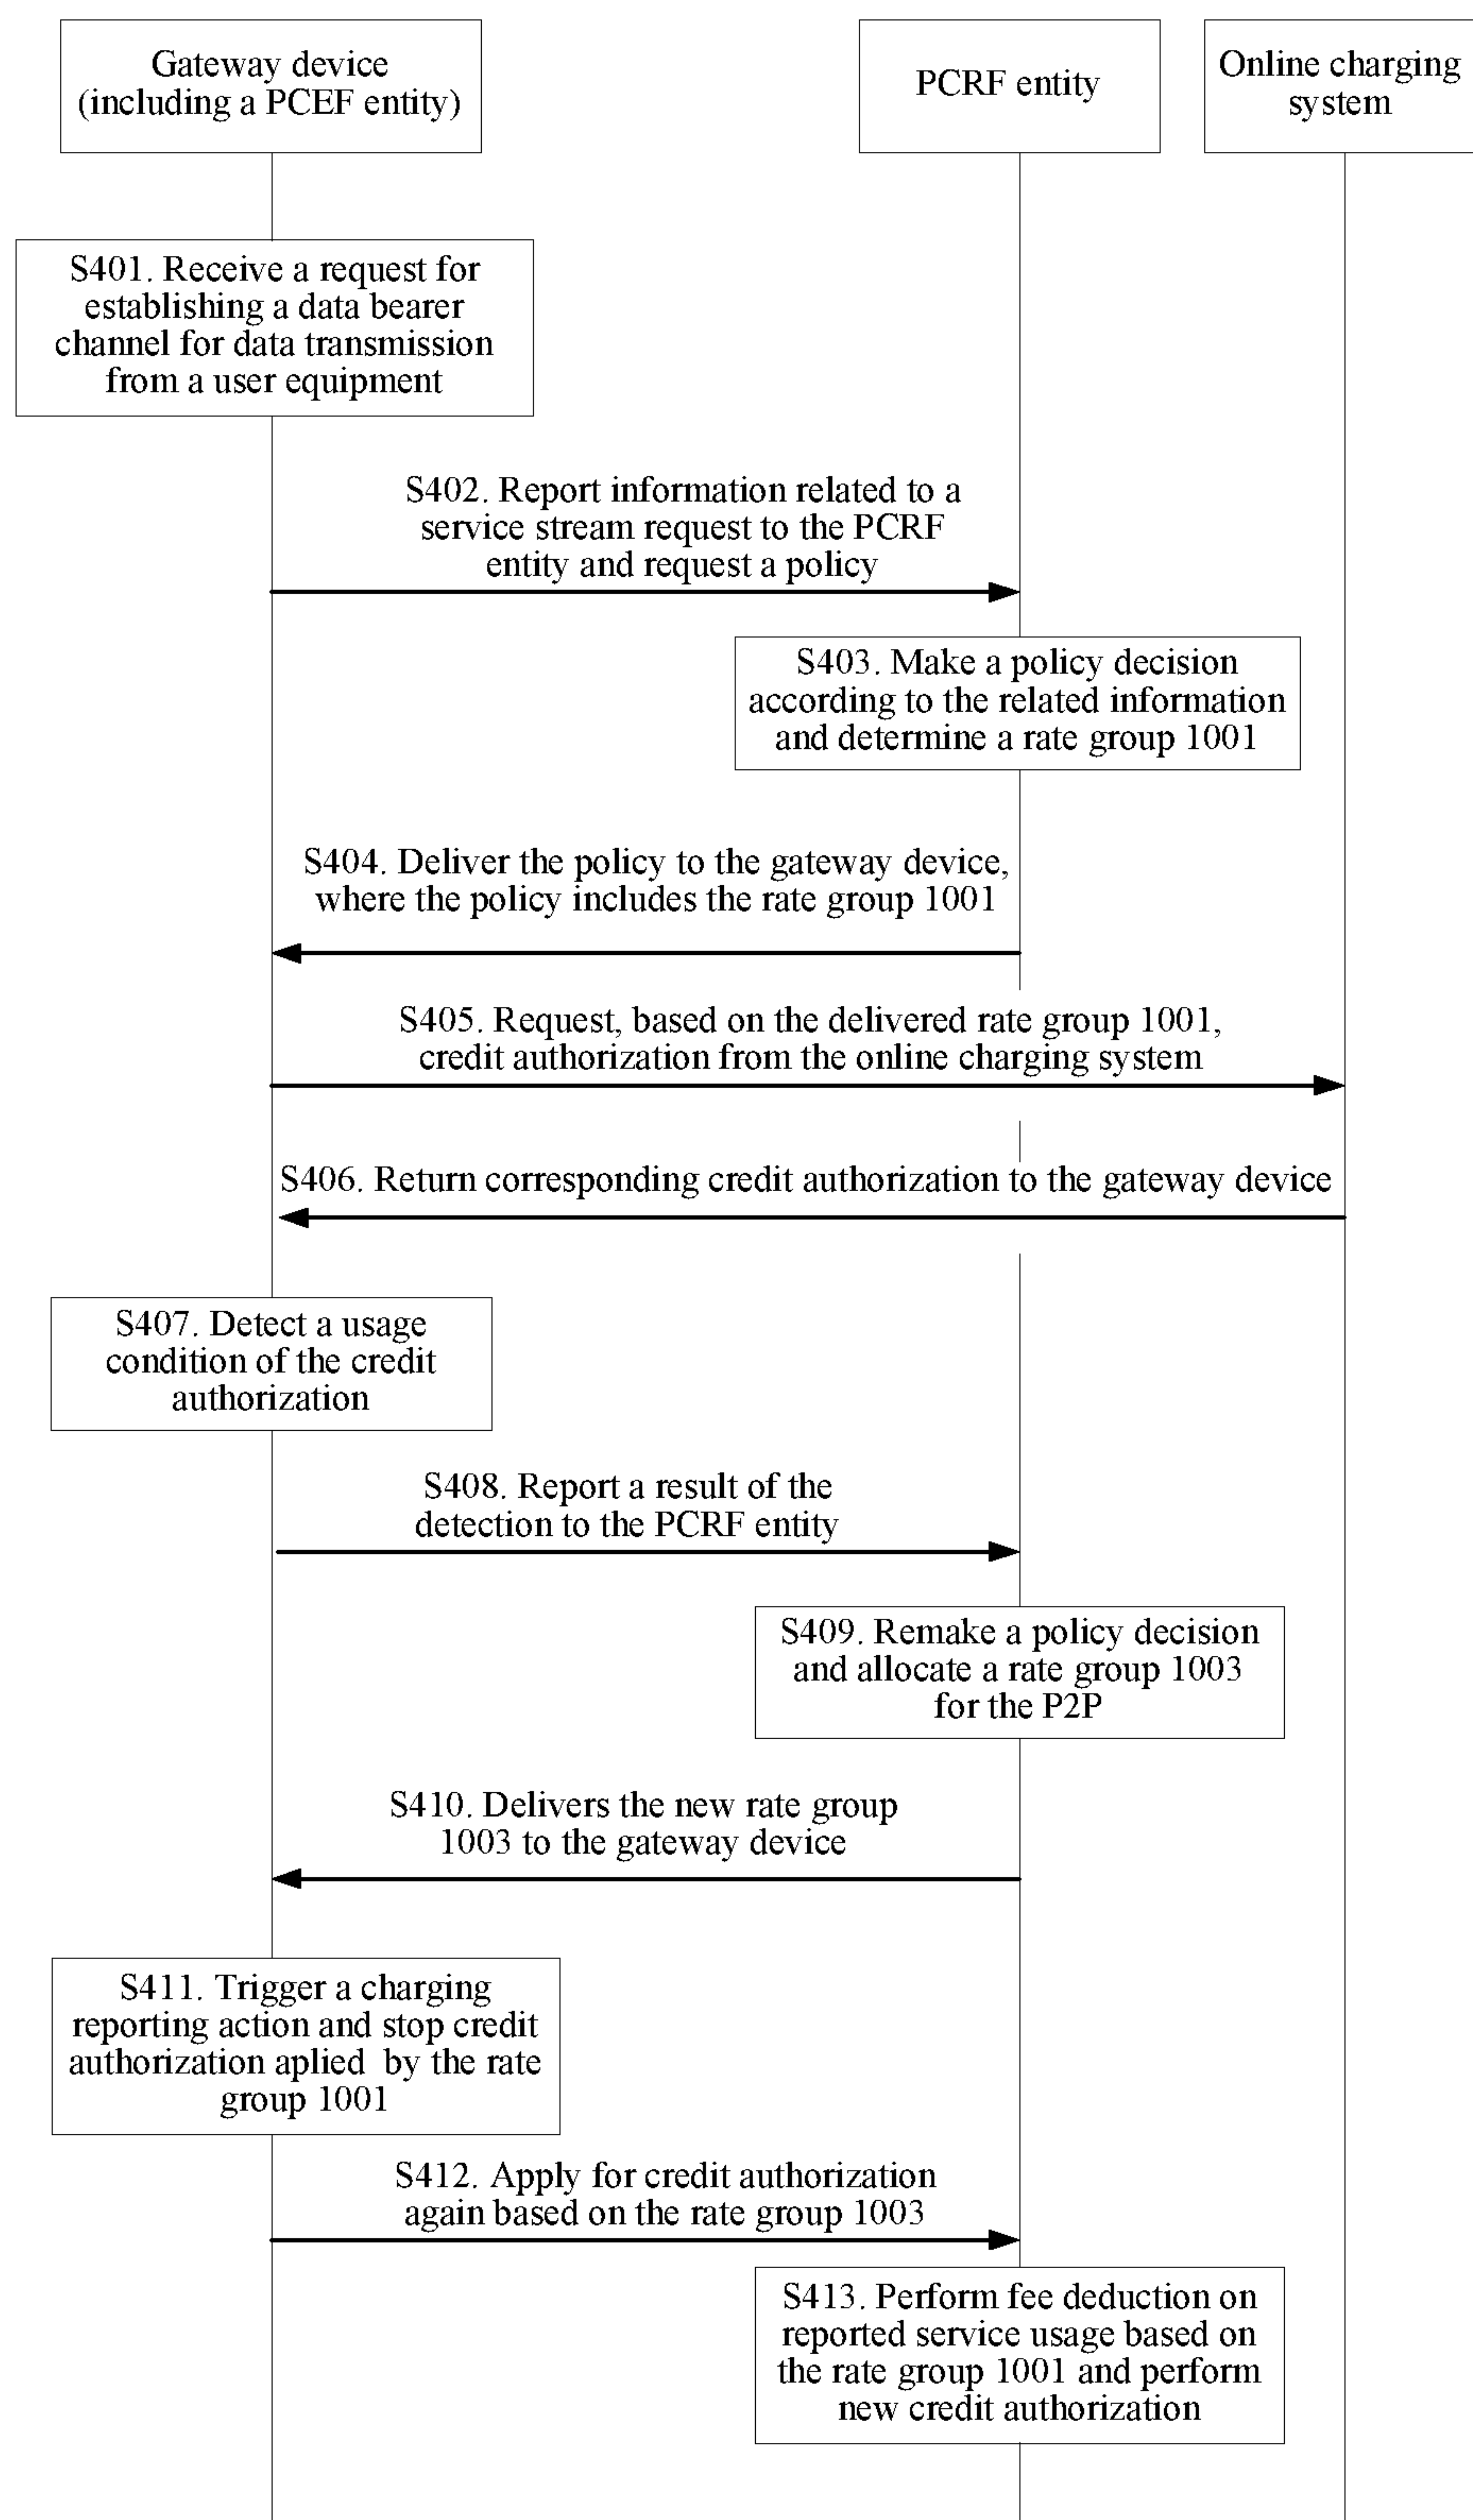 Gateway device
(including a PCEF entity)
PCRF entity
Online charging
system
S401. Receive a request for
establishing a data bearer
channel for data transmission
from a user equipment
S402. Report information related to a
service stream request to the PCRF
entity and request a policy
S403. Make a policy decision
according to the related information
and determine a rate group 1001
S404. Deliver the policy to the gateway device,
where the policy includes the rate group 1001
S405. Request, based on the delivered rate group 1001,
credit authorization from the online charging system
S406. Return corresponding credit authorization to the gateway device
S407. Detect a usage
condition of the credit
authorization
S408. Report a result of the
detection to the PCRF entity
S409. Remake a policy decision
and allocate a rate group 1003
for the P2P
S410. Delivers the new rate group
1003 to the gateway device
S411. Trigger a charging
reporting action and stop credit
authorization aplied by the rate
group 1001
S412. Apply for credit authorization
again based on the rate group 1003
S413. Perform fee deduction on
reported service usage based on
the rate group 1001 and perform
new credit authorization